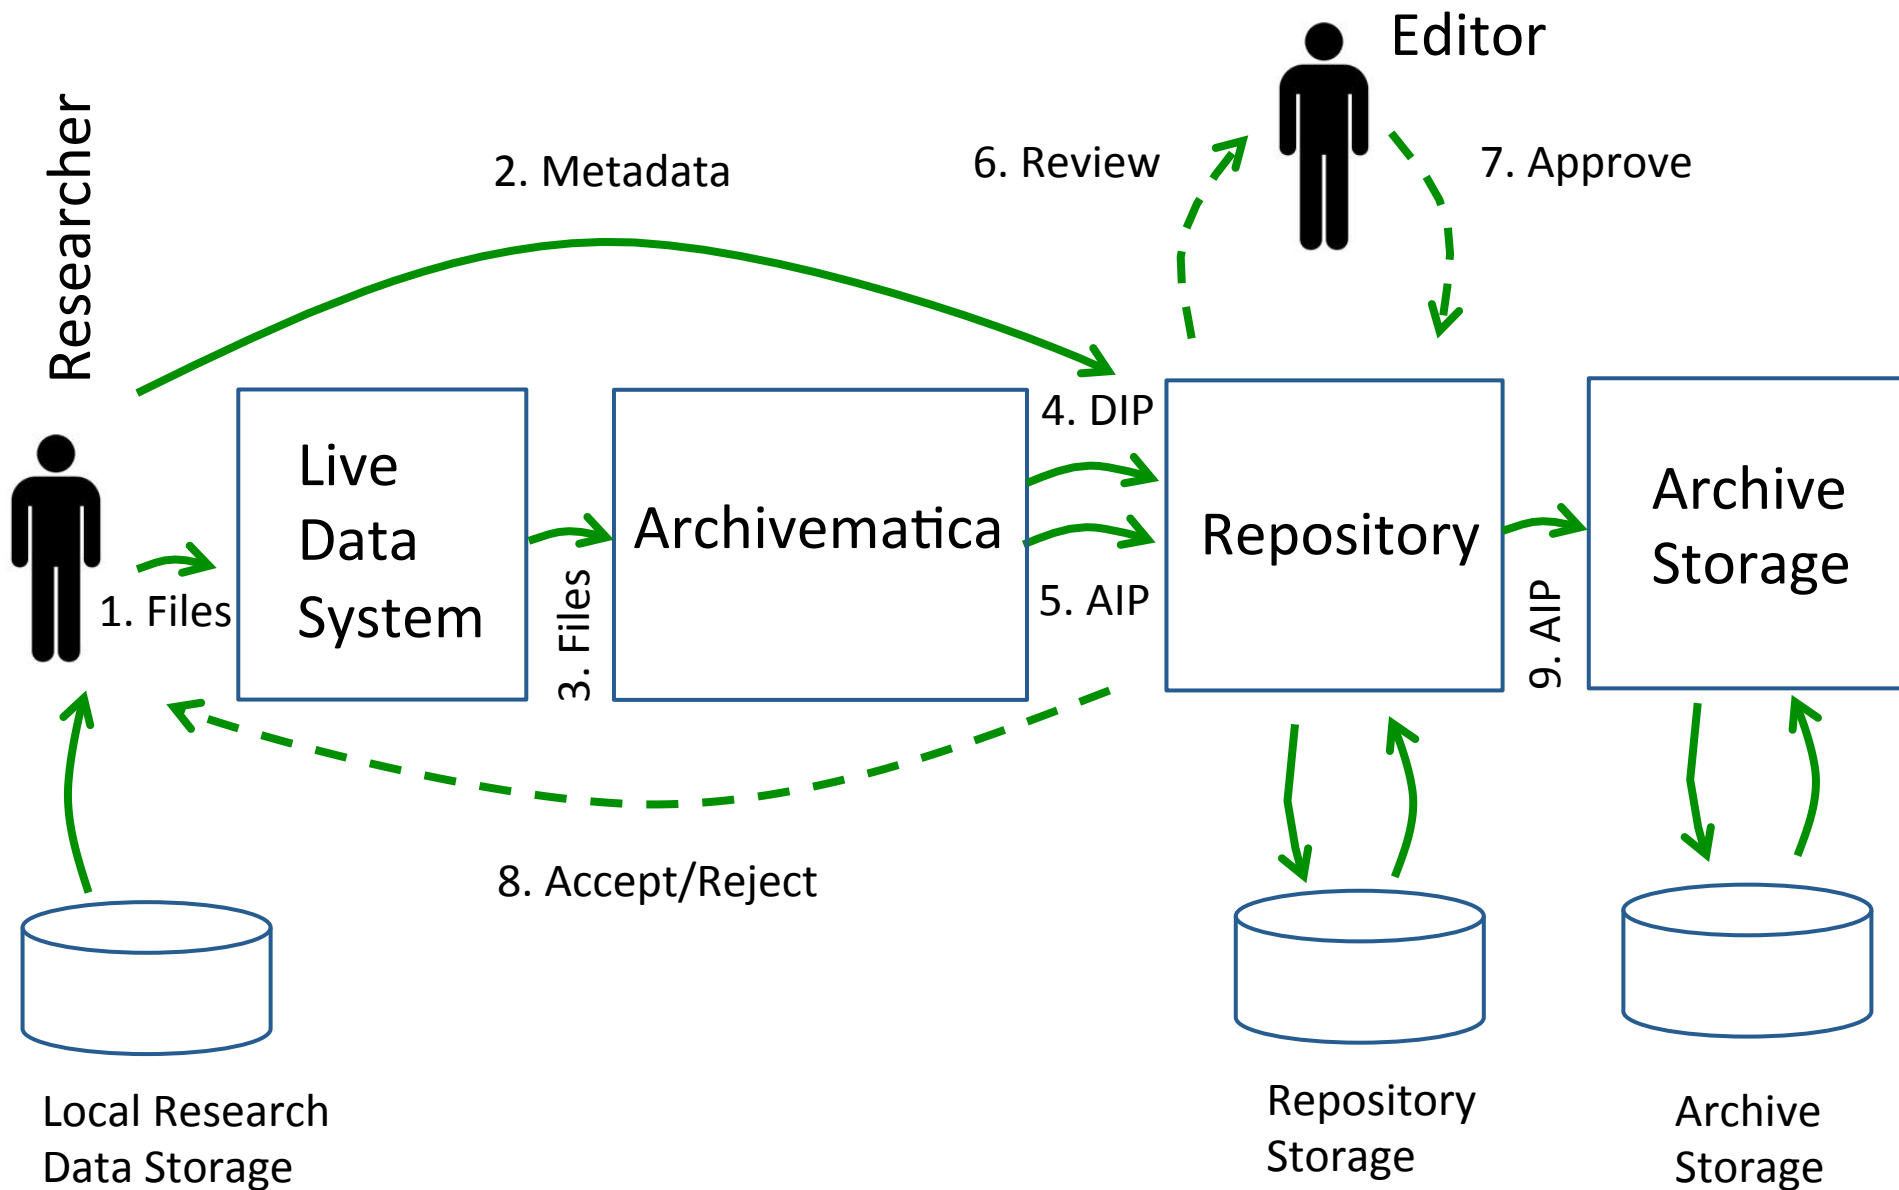 Editor
Researcher
2. Metadata
6. Review
7. Approve
4. DIP
Live
Data
System
Archivematica
Repository
Archive
Storage
1. Files
3. Files
5. AIP
9. AIP
8. Accept/Reject
Local Research
Data Storage
Repository
Storage
Archive
Storage